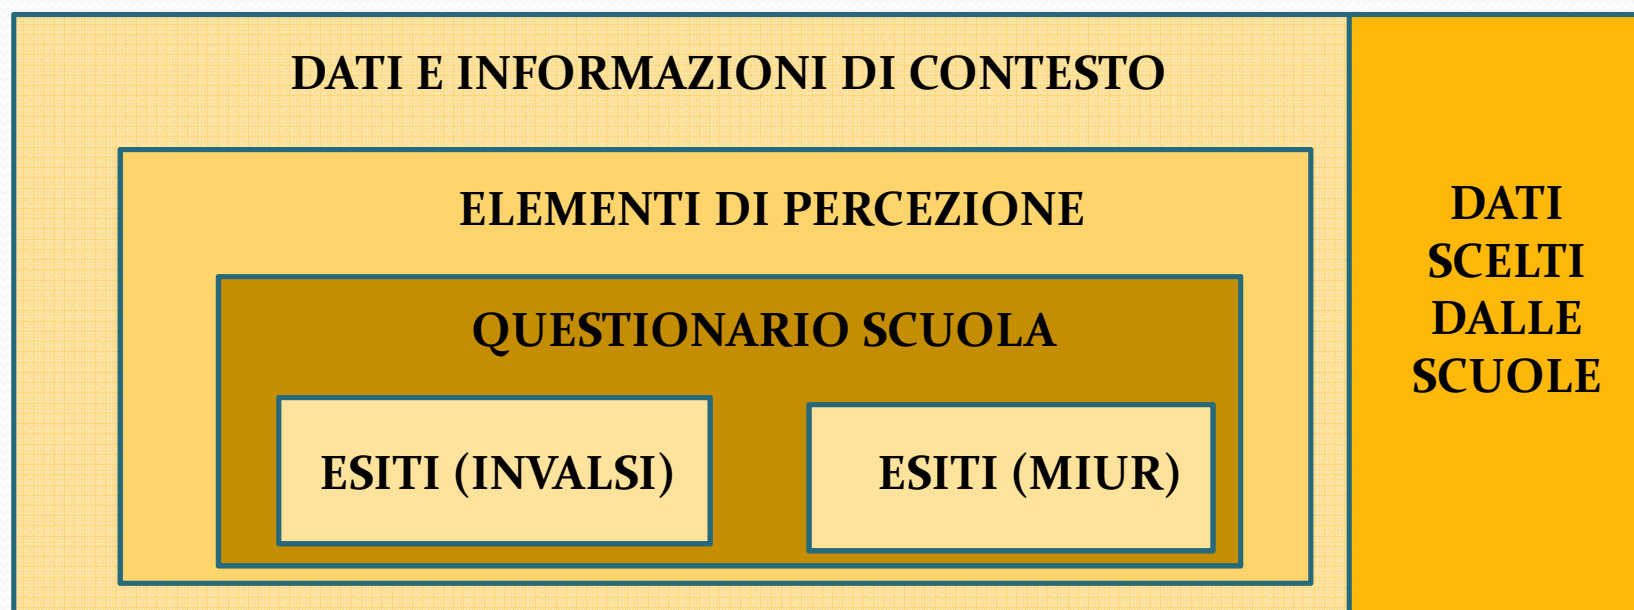 DATI E INFORMAZIONI DI CONTESTO
ELEMENTI DI PERCEZIONE
QUESTIONARIO SCUOLA
ESITI (INVALSI)
ESITI (MIUR)
DATI
SCELTI
DALLE
SCUOLE